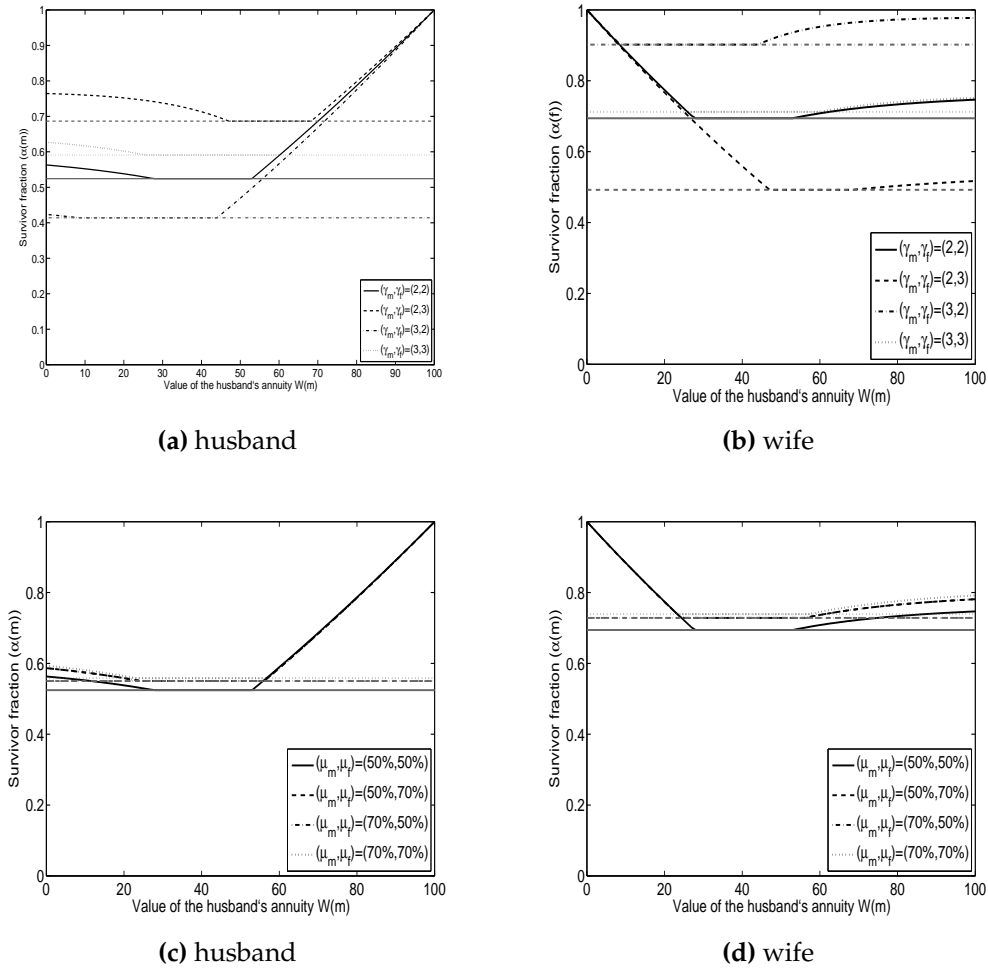 1
0.9
0.8
0.7
0.6
0.5
0.4
0.3
0.2
0.1
0
0 10 20 30 40 50 60 70 80 90 100
Survivor fraction (α(m))
Value of the husband's annuity W(m)
(γm,γf)=(2,2)
(γm,γf)=(2,3)
(γm,γf)=(3,2)
(γm,γf)=(3,3)
(a) husband
1
0.8
0.6
0.4
0.2
0
0 20 40 60 80 100
Survivor fraction (α(f))
Value of the husband's annuity W(m)
(γm,γf)=(2,2)
(γm,γf)=(2,3)
(γm,γf)=(3,2)
(γm,γf)=(3,3)
(b) wife
1
0.8
0.6
0.4
0.2
0
0 20 40 60 80 100
Survivor fraction (α(m))
Value of the husband's annuity W(m)
(μm,μf)=(50%,50%)
(μm,μf)=(50%,70%)
(μm,μf)=(70%,50%)
(μm,μf)=(70%,70%)
(c) husband
1
0.8
0.6
0.4
0.2
0
0 20 40 60 80 100
Survivor fraction (α(f))
Value of the husband's annuity W(m)
(μm,μf)=(50%,50%)
(μm,μf)=(50%,70%)
(μm,μf)=(70%,50%)
(μm,μf)=(70%,70%)
(d) wife